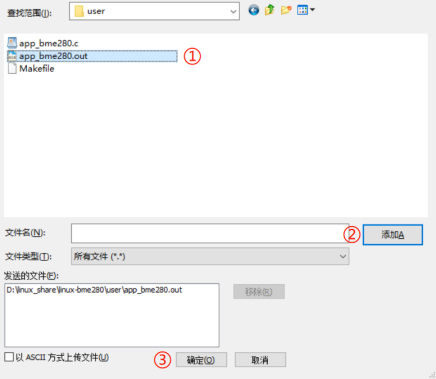 查找范围(I):
user
app_bme280.c
app_bme280.out
①
Makefile
文件名(N):
②
添加A
文件类型(T):
所有文件 (*.*)
发送的文件(F):
D:\linux_share\linux-bme280\user\app_bme280.out
移除(R)
以 ASCII 方式上传文件(U)
③
确定(O)
取消